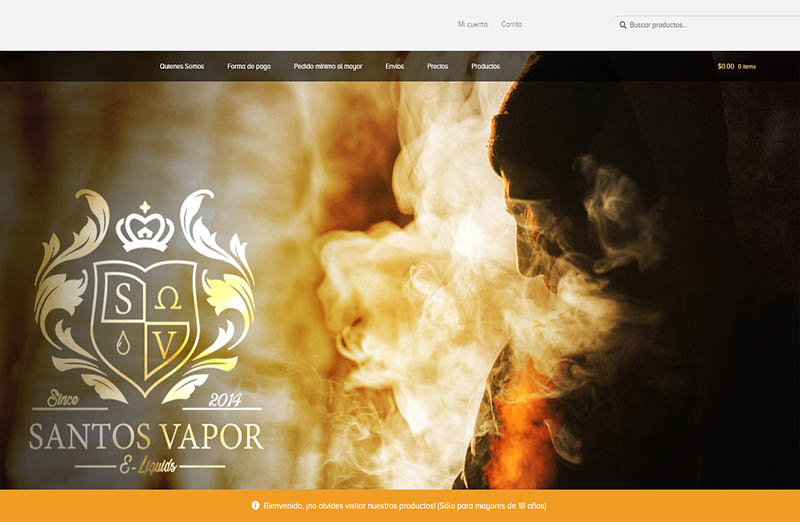 Mi cuenta Carrito Buscar productos...
Quienes Somos Forma de pago Pedido mínimo al mayor Envíos Precios Productos $0.00 0 items
S Ω
V
Since 2014
SANTOS VAPOR
E-Liquids
Bienvenido, ¡no olvides visitar nuestros productos! (Sólo para mayores de 18 años)